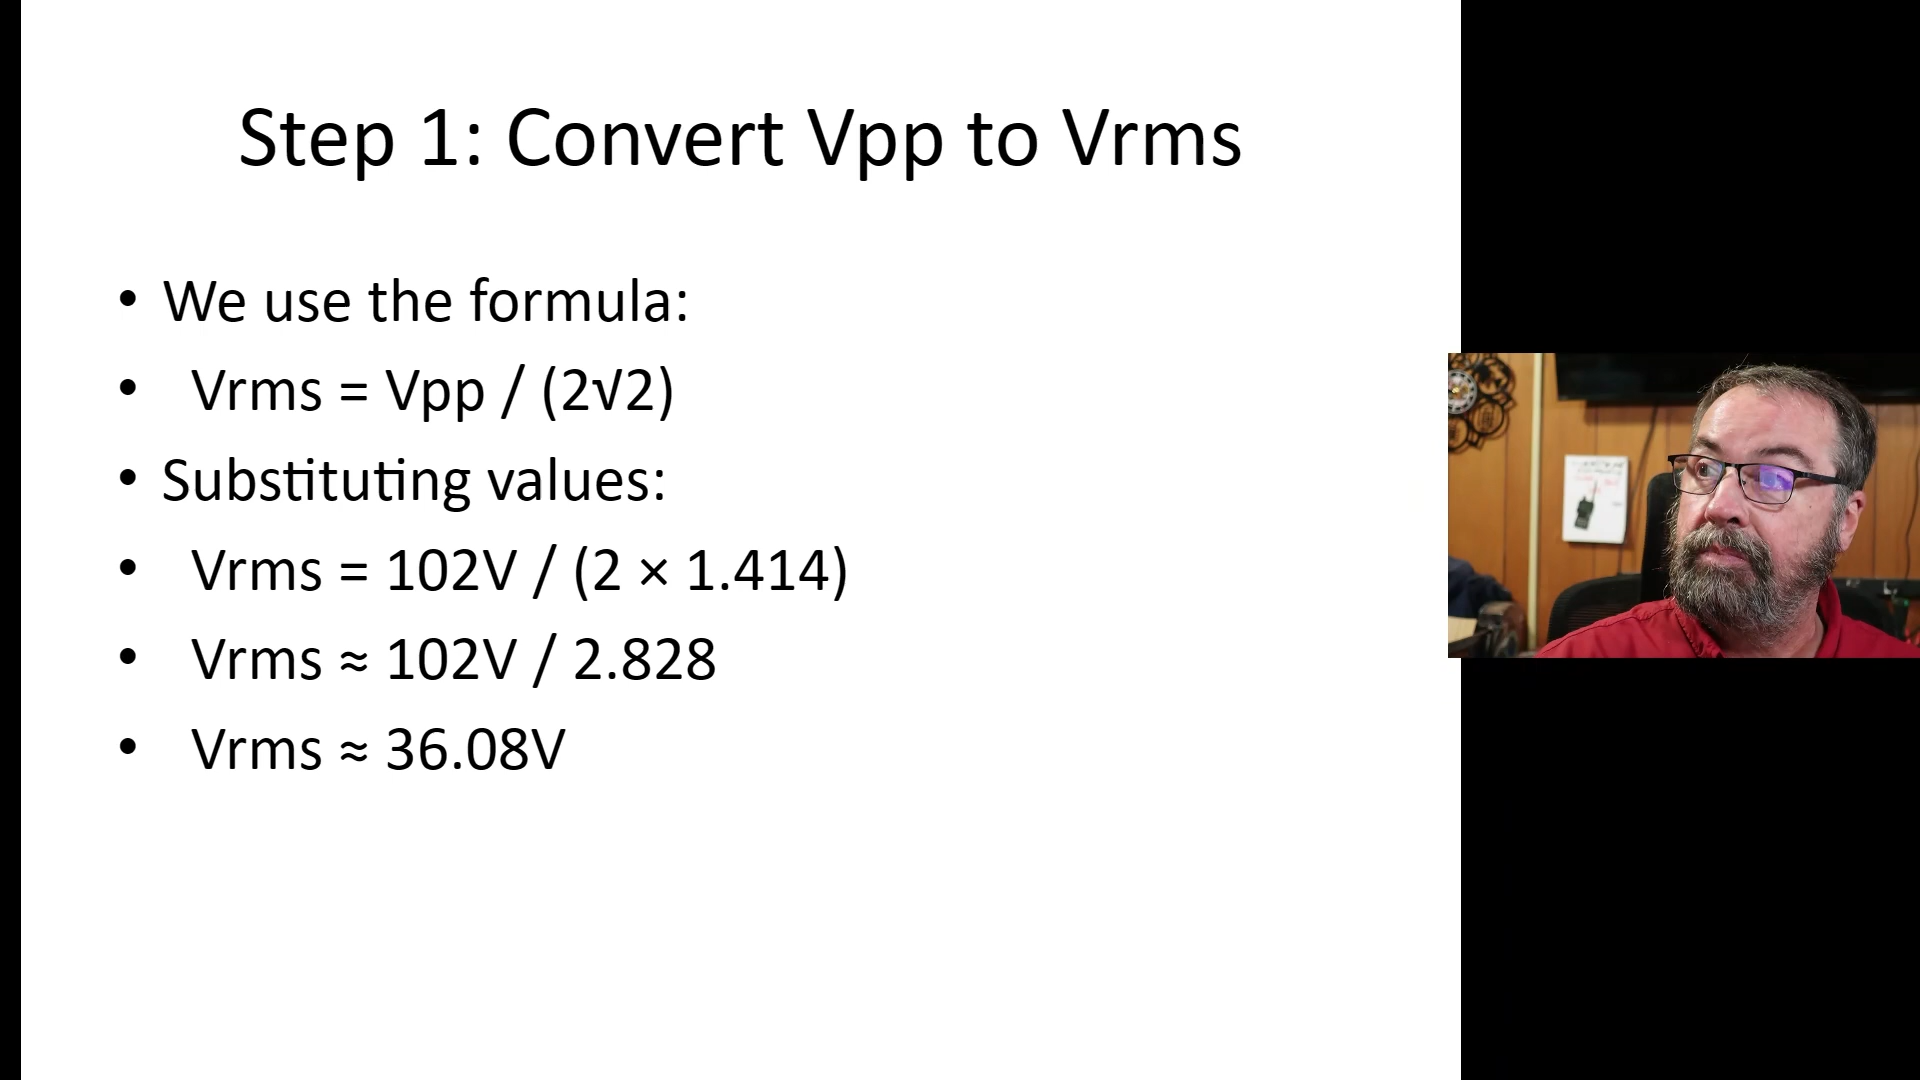 Step 1: Convert Vpp to Vrms
• We use the formula:
• Vrms = Vpp / (2√2)
• Substituting values:
• Vrms = 102V / (2 × 1.414)
• Vrms ≈ 102V / 2.828
• Vrms ≈ 36.08V